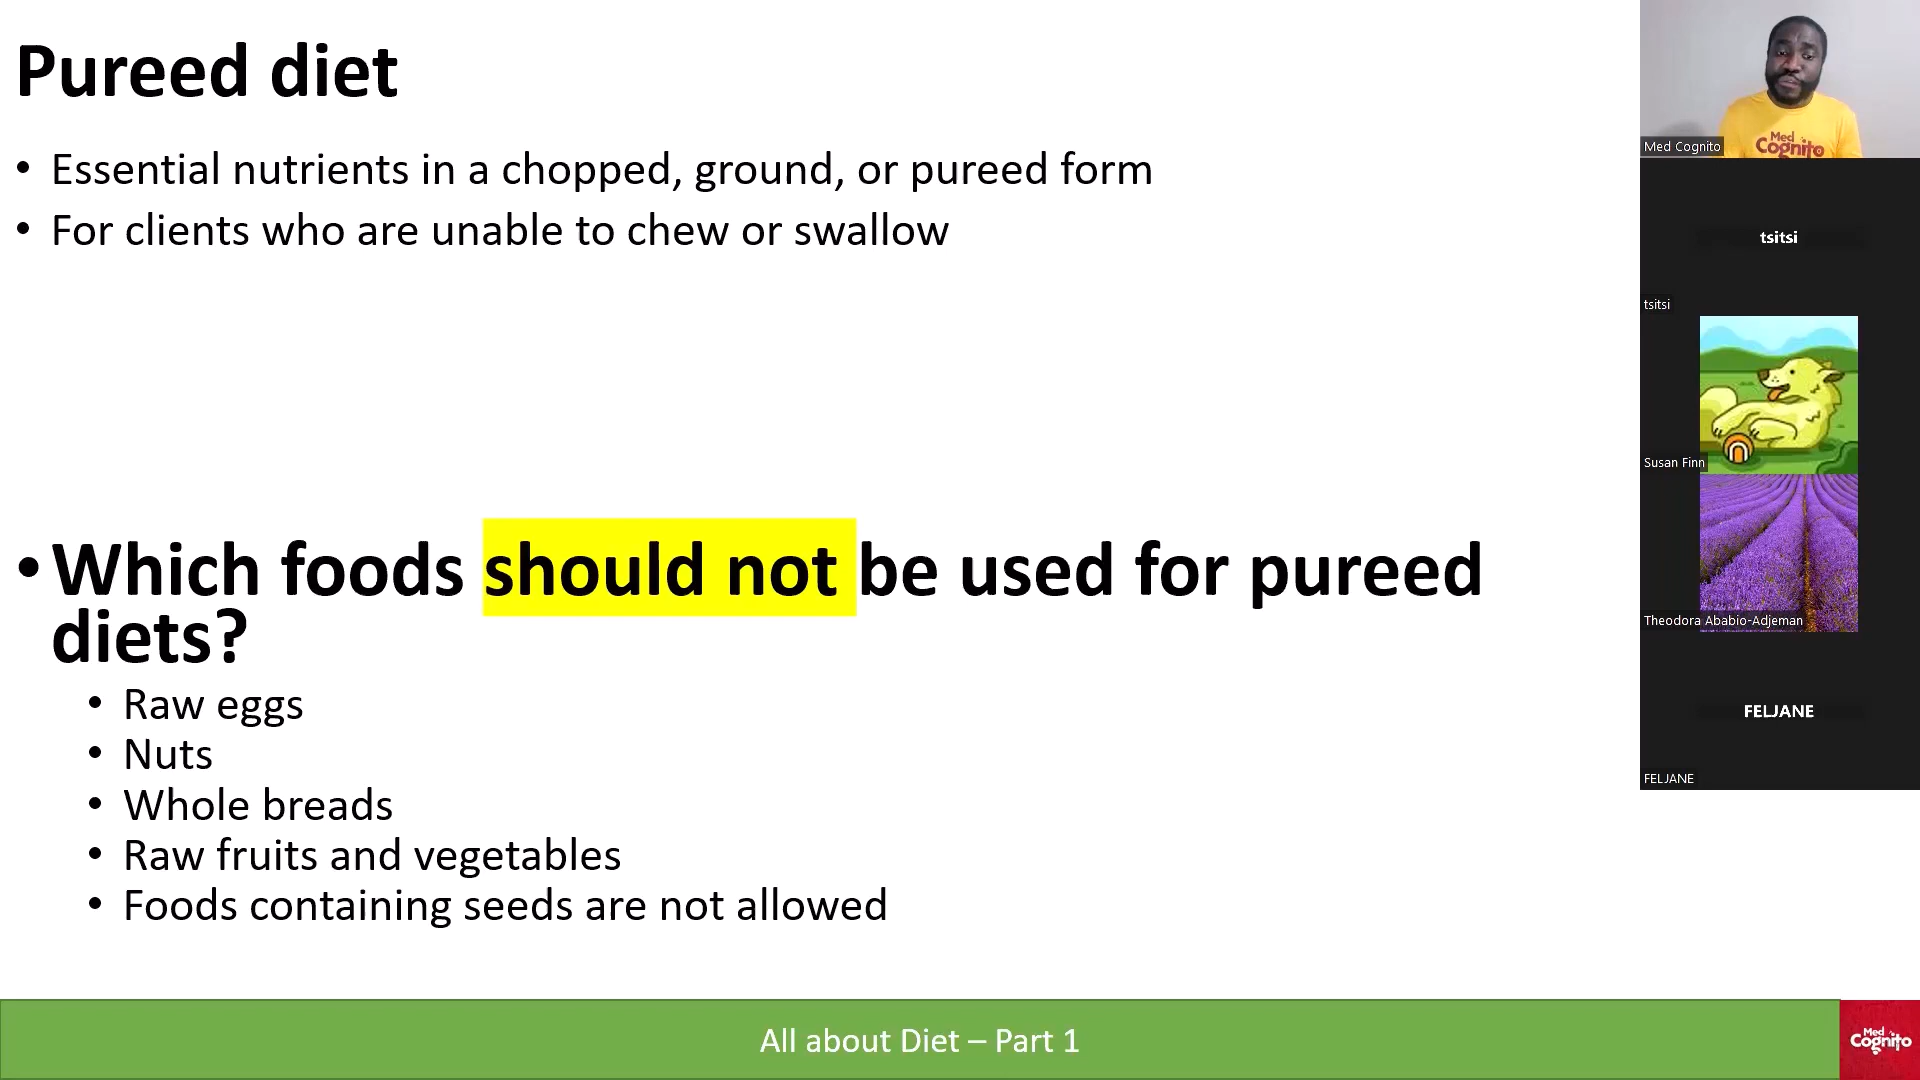 Pureed diet
• Essential nutrients in a chopped, ground, or pureed form
• For clients who are unable to chew or swallow
• Which foods should not be used for pureed
diets?
• Raw eggs
• Nuts
• Whole breads
• Raw fruits and vegetables
• Foods containing seeds are not allowed
All about Diet – Part 1
Med
Cognito
Med
Cognito
Med Cognito
tsitsi
tsitsi
Susan Finn
Theodora Ababio-Adjeman
FELJANE
FELJANE